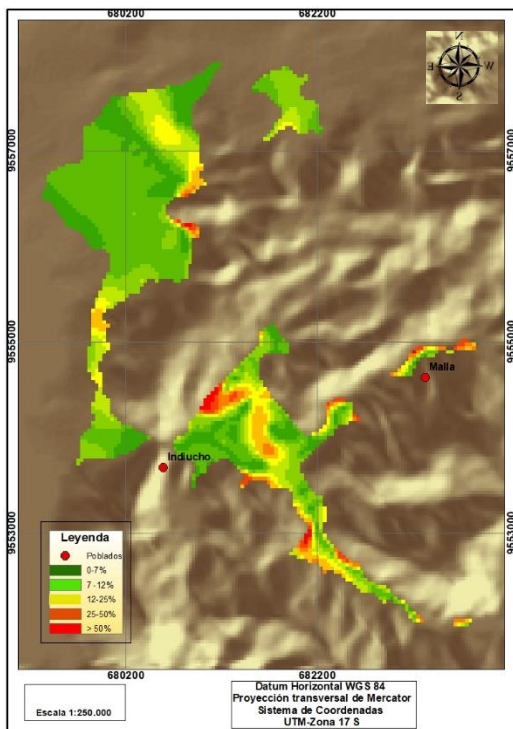 680200
682200
N
E
W
S
9557000
9557000
9555000
9555000
Malla
Indiucho
9553000
9553000
Leyenda
Poblados
0-7%
7 - 12%
12-25%
25-50%
> 50%
680200
682200
Escala 1:250.000
Datum Horizontal WGS 84
Proyección transversal de Mercator
Sistema de Coordenadas
UTM-Zona 17 S